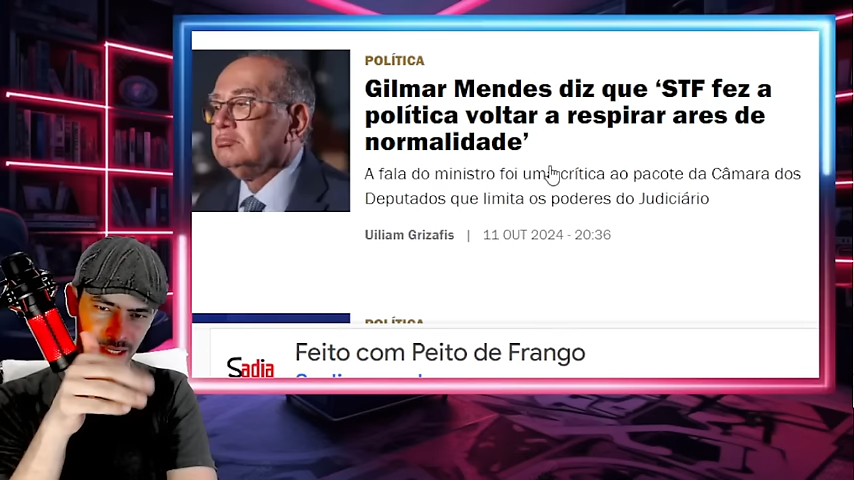 POLÍTICA
Gilmar Mendes diz que ‘STF fez a
política voltar a respirar ares de
normalidade’
A fala do ministro foi uma crítica ao pacote da Câmara dos
Deputados que limita os poderes do Judiciário
Uiliam Grizafis | 11 OUT 2024 - 20:36
POLÍTICA
Feito com Peito de Frango
Sadia